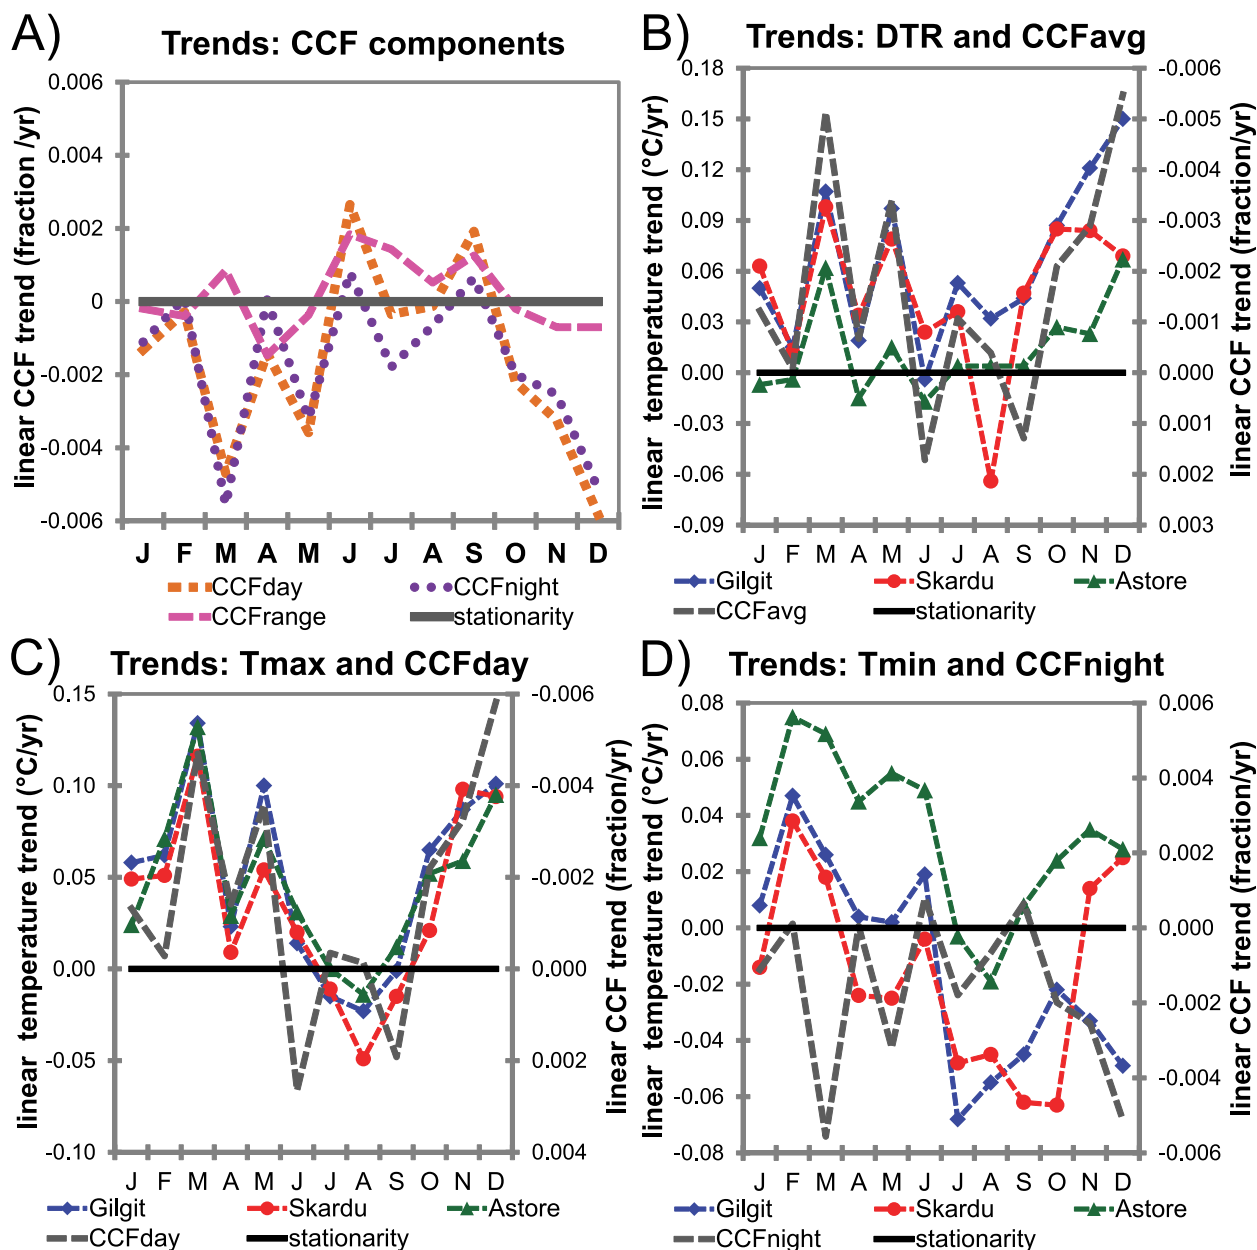 A)
Trends: CCF components
linear CCF trend (fraction /yr)
0.006
0.004
0.002
0
-0.002
-0.004
-0.006
J F M A M J J A S O N D
CCFday CCFnight
CCFrange stationarity
B)
Trends: DTR and CCFavg
linear temperature trend (°C/yr)
0.18
0.15
0.12
0.09
0.06
0.03
0.00
-0.03
-0.06
-0.09
-0.006
-0.005
-0.004
-0.003
-0.002
-0.001
0.000
0.001
0.002
0.003
linear CCF trend (fraction/yr)
J F M A M J J A S O N D
Gilgit Skardu Astore
CCFavg stationarity
C)
Trends: Tmax and CCFday
linear temperature trend (°C/yr)
0.15
0.10
0.05
0.00
-0.05
-0.10
-0.006
-0.004
-0.002
0.000
0.002
0.004
linear CCF trend (fraction/yr)
J F M A M J J A S O N D
Gilgit Skardu Astore
CCFday stationarity
D)
Trends: Tmin and CCFnight
linear temperature trend (°C/yr)
0.08
0.06
0.04
0.02
0.00
-0.02
-0.04
-0.06
-0.08
0.006
0.004
0.002
0.000
-0.002
-0.004
-0.006
linear CCF trend (fraction/yr)
J F M A M J J A S O N D
Gilgit Skardu Astore
CCFnight stationarity